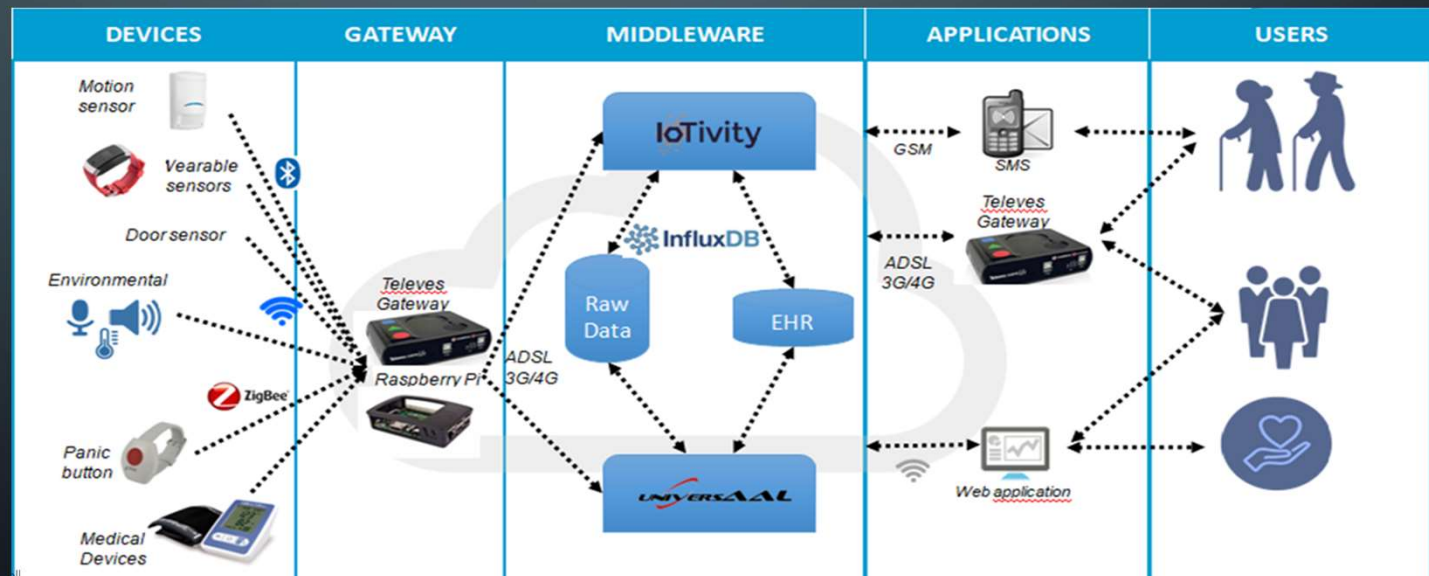 DEVICES
GATEWAY
MIDDLEWARE
APPLICATIONS
USERS
Motion
sensor
Vearable
sensors
Door sensor
Environmental
ZigBee
Panic
button
Medical
Devices
Televes
Gateway
Raspberry Pi
ADSL
3G/4G
IoTivity
InfluxDB
Raw
Data
EHR
UNIVERSAAL
GSM
SMS
Televes
Gateway
ADSL
3G/4G
Web application